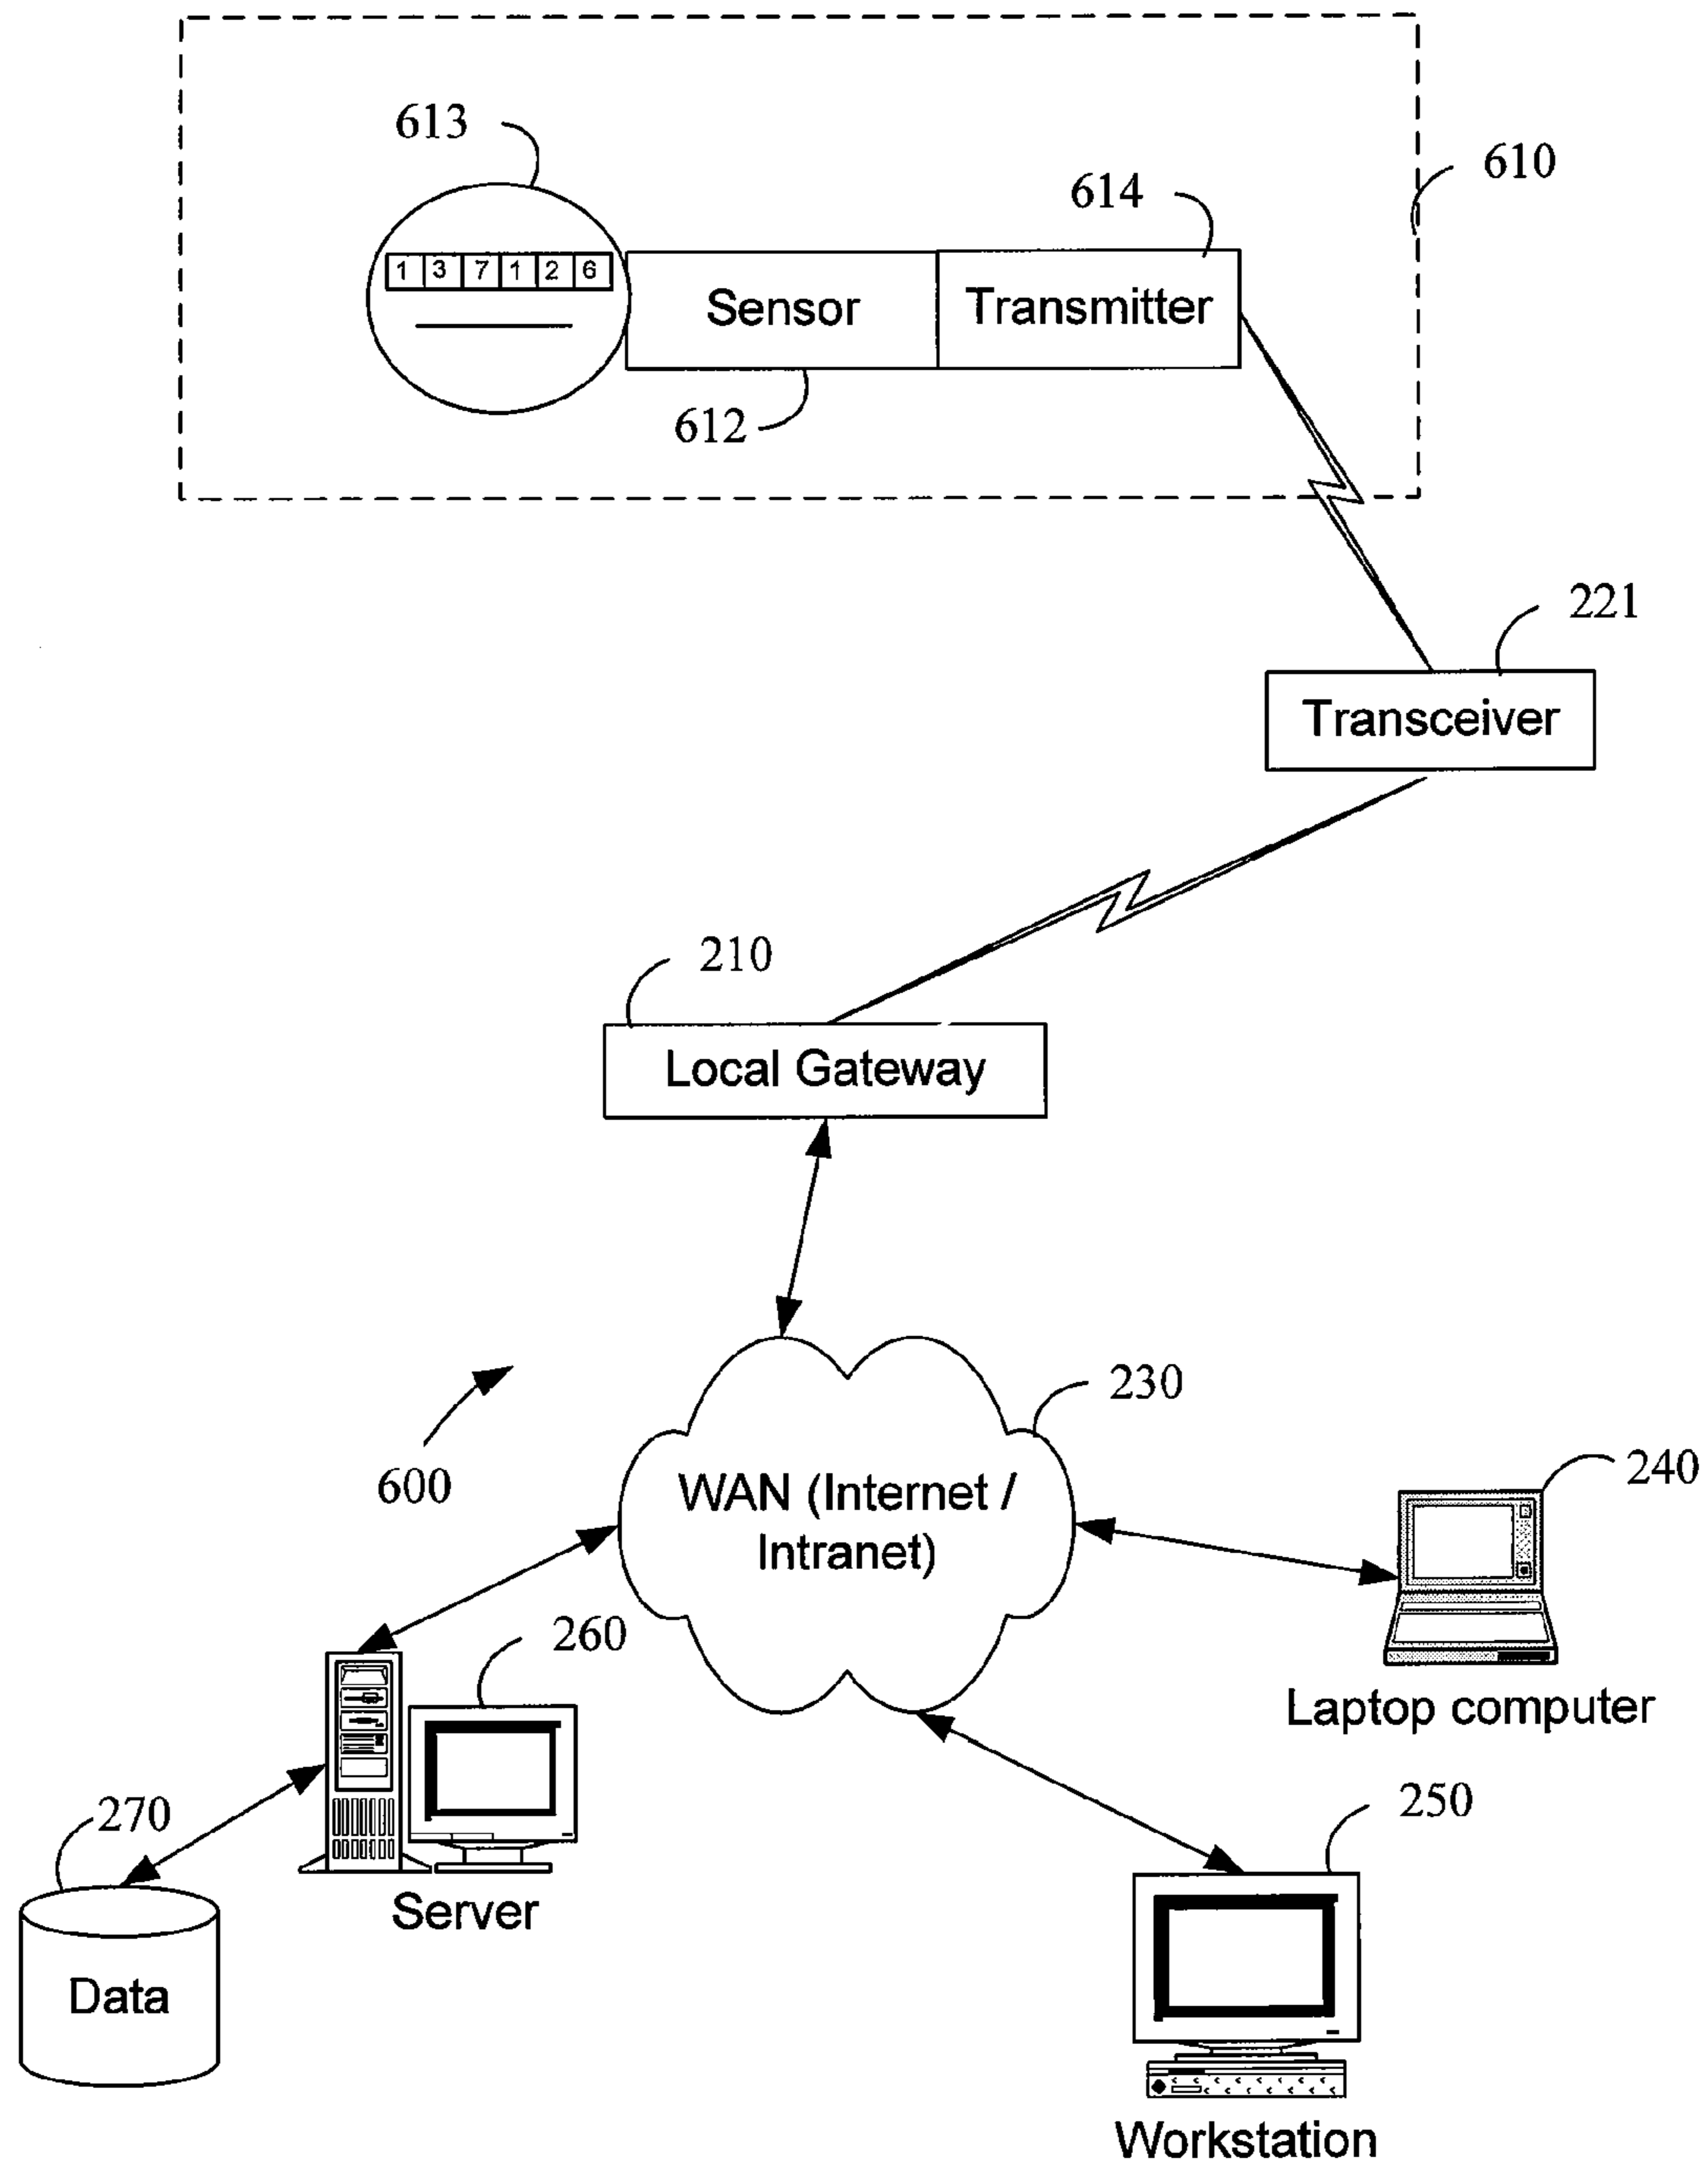 613
610
614
1 3 7 1 2 6
Sensor
Transmitter
612
221
Transceiver
210
Local Gateway
230
240
WAN (Internet /
Intranet)
600
260
Laptop computer
250
270
Server
Data
Workstation